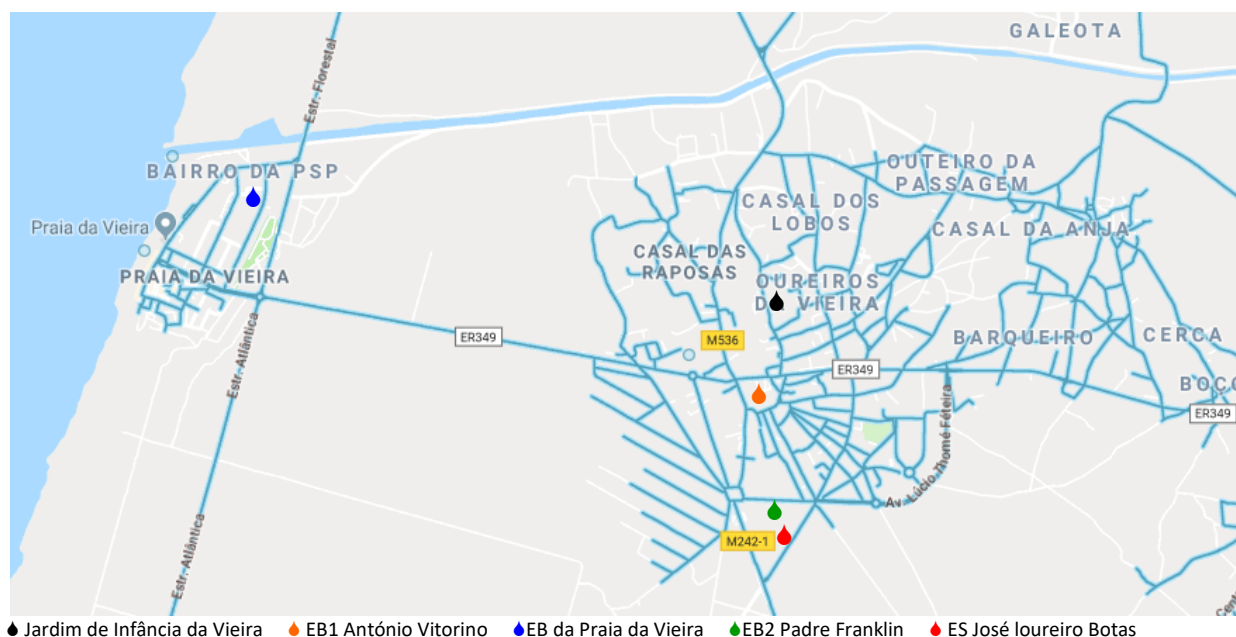 GALEOTA
Estr. Florestal
BAIRRO DA PSP
OUTEIRO DA
PASSAGEM
CASAL DOS
LOBOS
Praia da Vieira
CASAL DA ANJA
CASAL DAS
RAPOSAS
PRAIA DA VIEIRA
OUREIROS
DA VIEIRA
ER349
M536
BARQUEIRO
CERCA
Estr. Atlântica
ER349
BOÇO
ER349
Av. Lúcio Thomé Féteira
M242-1
Estr. Atlântica
Jardim de Infância da Vieira
EB1 António Vitorino
EB da Praia da Vieira
EB2 Padre Franklin
ES José loureiro Botas